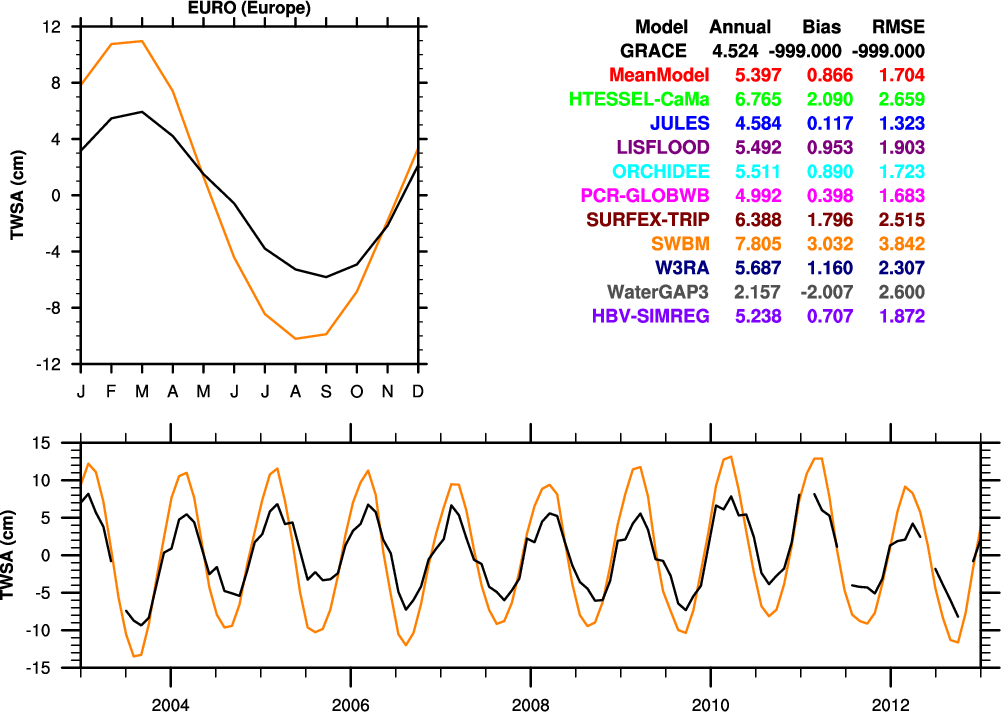 EURO (Europe)
12
8
4
0
-4
-8
-12
TWSA (cm)
J F M A M J J A S O N D
Model Annual Bias RMSE
GRACE 4.524 -999.000 -999.000
MeanModel 5.397 0.866 1.704
HTESSEL-CaMa 6.765 2.090 2.659
JULES 4.584 0.117 1.323
LISFLOOD 5.492 0.953 1.903
ORCHIDEE 5.511 0.890 1.723
PCR-GLOBWB 4.992 0.398 1.683
SURFEX-TRIP 6.388 1.796 2.515
SWBM 7.805 3.032 3.842
W3RA 5.687 1.160 2.307
WaterGAP3 2.157 -2.007 2.600
HBV-SIMREG 5.238 0.707 1.872
15
10
5
0
-5
-10
-15
TWSA (cm)
2004 2006 2008 2010 2012